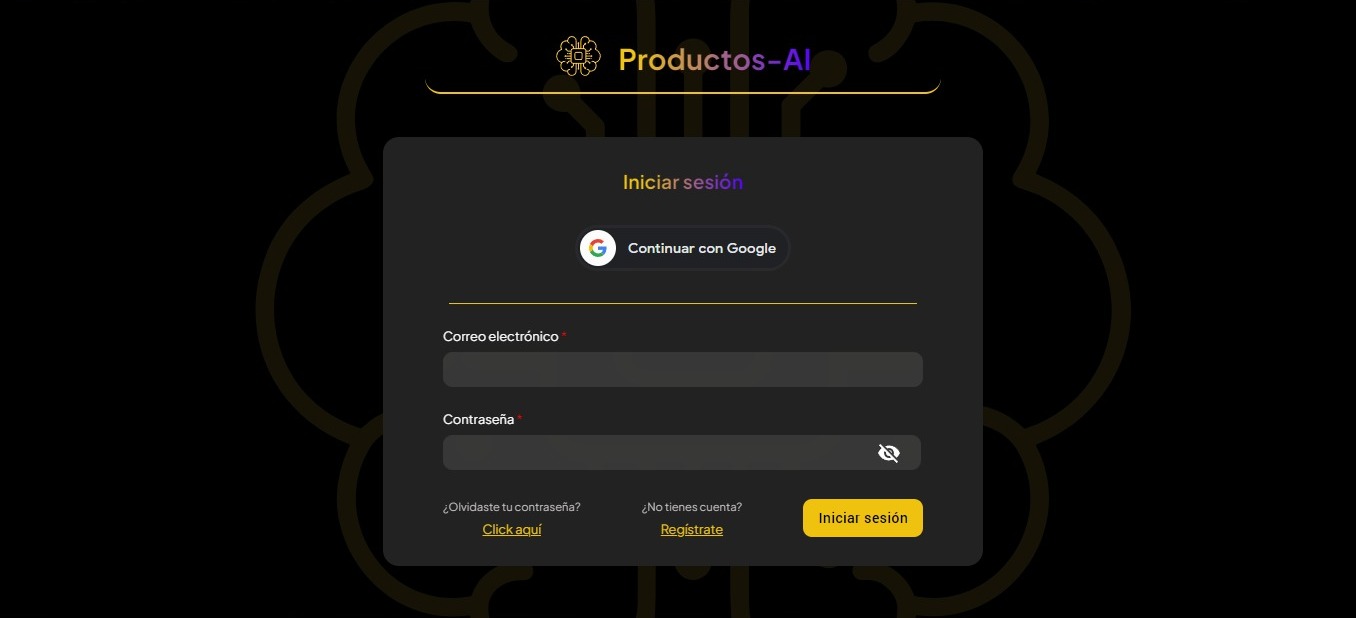 Productos-AI
Iniciar sesión
Continuar con Google
Correo electrónico *
Contraseña *
¿Olvidaste tu contraseña?
Click aquí
¿No tienes cuenta?
Regístrate
Iniciar sesión